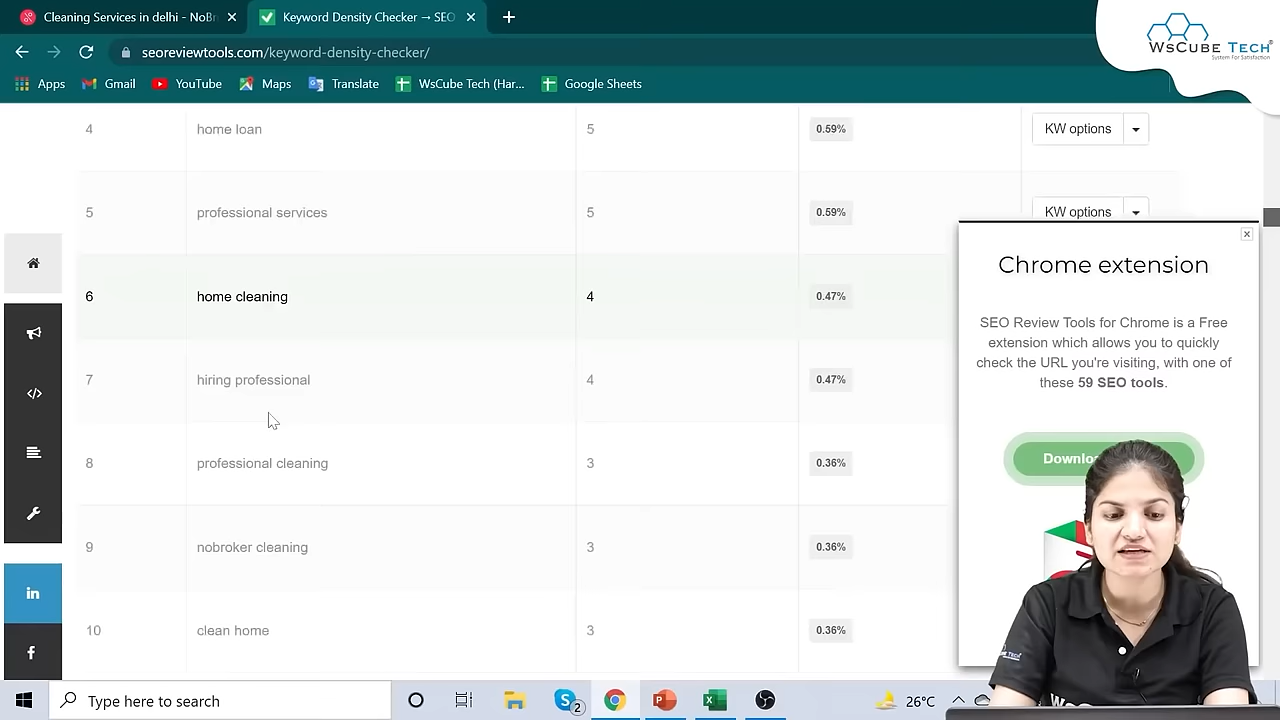 Cleaning Services in delhi - NoBr
Keyword Density Checker → SEO
WsCube Tech
System For Satisfaction
seoreviewtools.com/keyword-density-checker/
Apps
Gmail
YouTube
Maps
Translate
WsCube Tech (Har...
Google Sheets
4 home loan 5 0.59% KW options
5 professional services 5 0.59% KW options
6 home cleaning 4 0.47%
7 hiring professional 4 0.47%
8 professional cleaning 3 0.36%
9 nobroker cleaning 3 0.36%
10 clean home 3 0.36%
Chrome extension
SEO Review Tools for Chrome is a Free
extension which allows you to quickly
check the URL you're visiting, with one of
these 59 SEO tools.
Type here to search
26°C